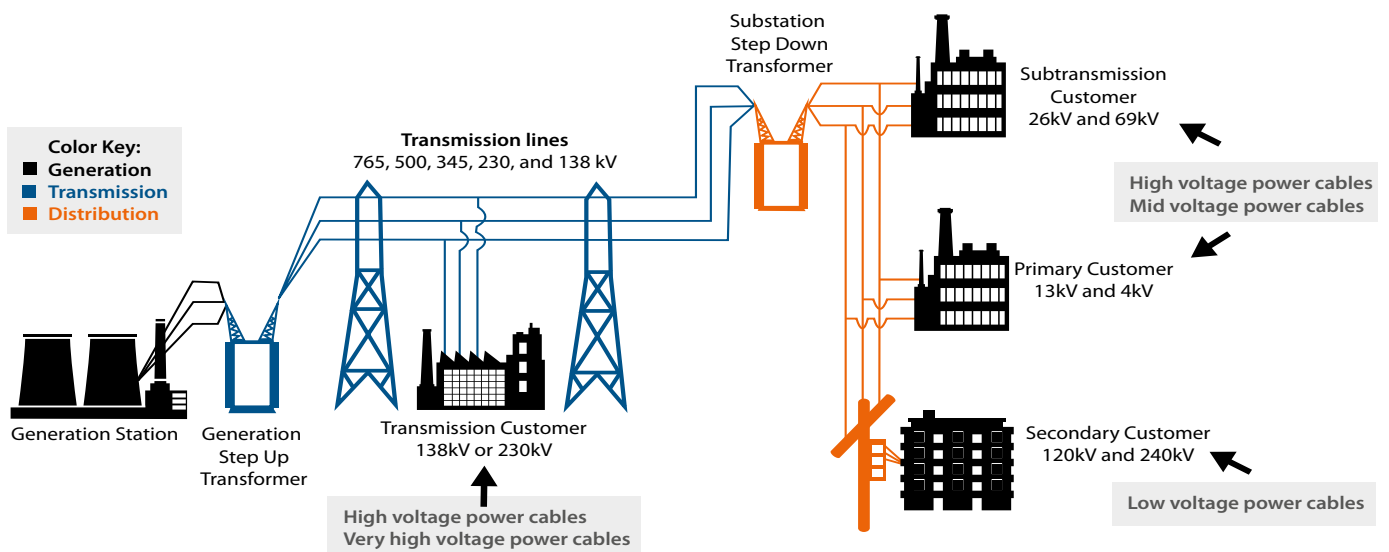 Substation
Step Down
Transformer
Subtransmission
Customer
26kV and 69kV
Transmission lines
765, 500, 345, 230, and 138 kV
Color Key:
Generation
Transmission
Distribution
High voltage power cables
Mid voltage power cables
Primary Customer
13kV and 4kV
Generation Station
Generation
Step Up
Transformer
Transmission Customer
138kV or 230kV
Secondary Customer
120kV and 240kV
High voltage power cables
Very high voltage power cables
Low voltage power cables